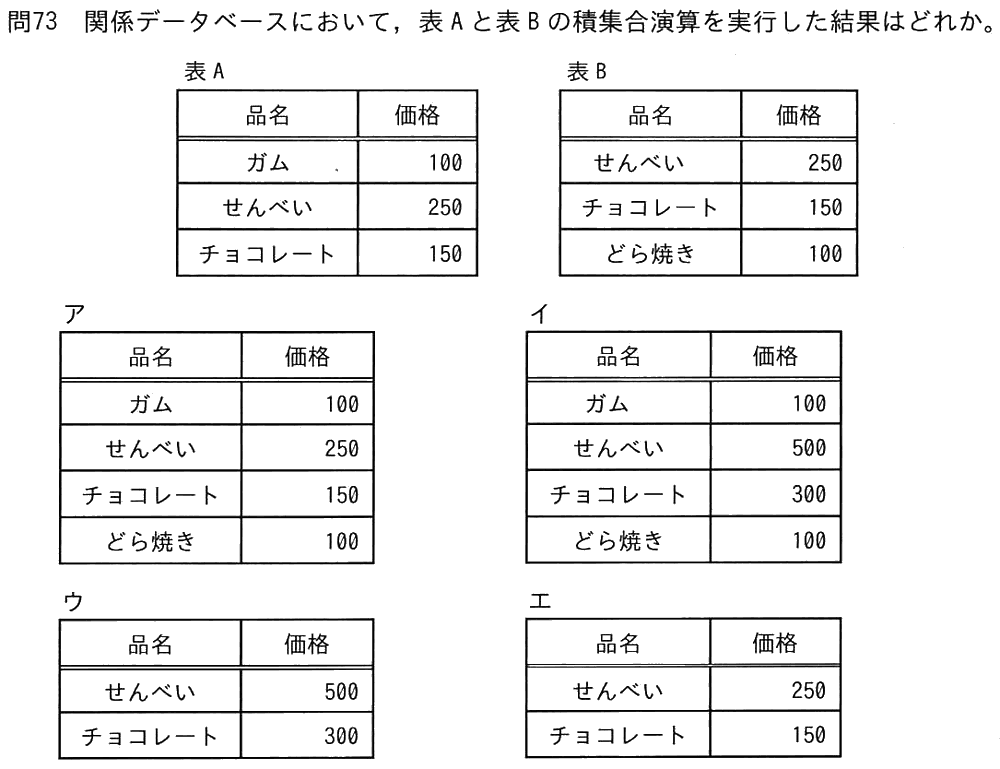 問73 関係データベースにおいて，表Aと表Bの積集合演算を実行した結果はどれか。
表A 表B
品名 価格 品名 価格
ガム 100 せんべい 250
せんべい 250 チョコレート 150
チョコレート 150 どら焼き 100
ア イ
品名 価格 品名 価格
ガム 100 ガム 100
せんべい 250 せんべい 500
チョコレート 150 チョコレート 300
どら焼き 100 どら焼き 100
ウ エ
品名 価格 品名 価格
せんべい 500 せんべい 250
チョコレート 300 チョコレート 150